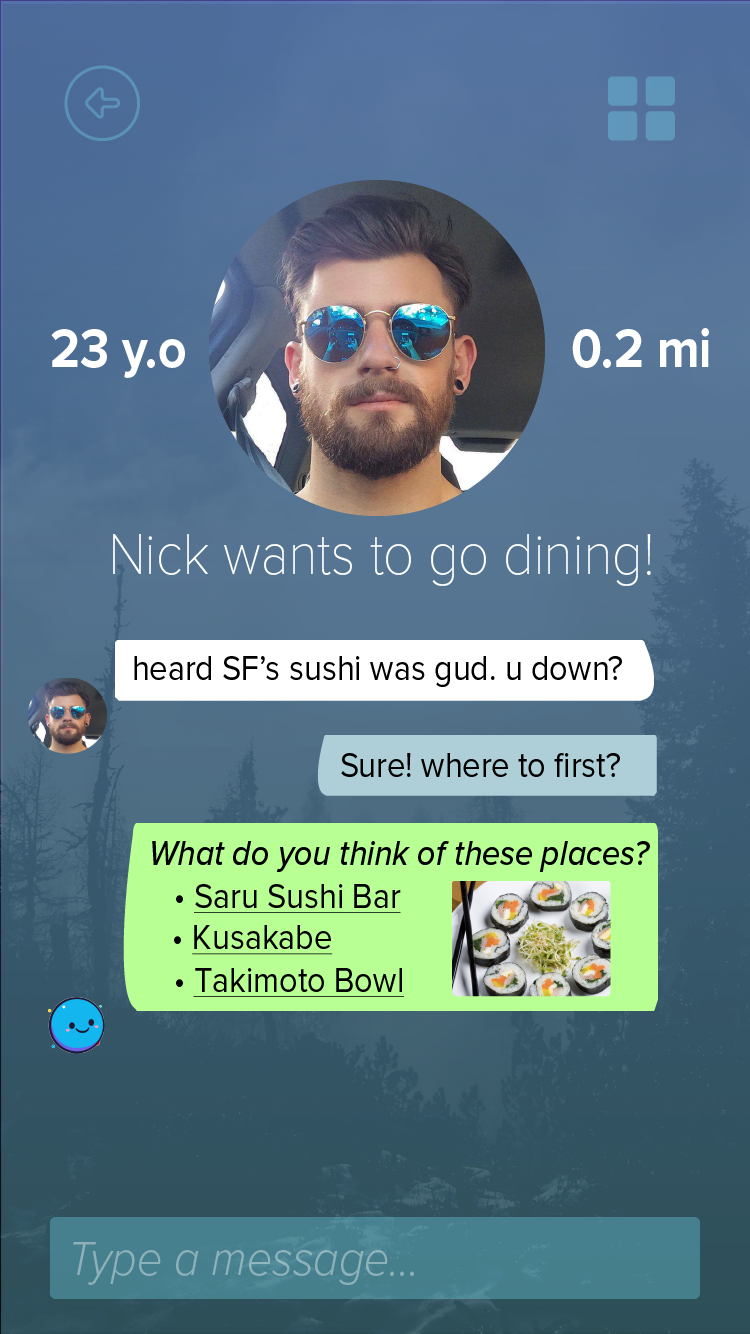 23 y.o
0.2 mi
Nick wants to go dining!
heard SF’s sushi was gud. u down?
Sure! where to first?
What do you think of these places?
• Saru Sushi Bar
• Kusakabe
• Takimoto Bowl
Type a message...